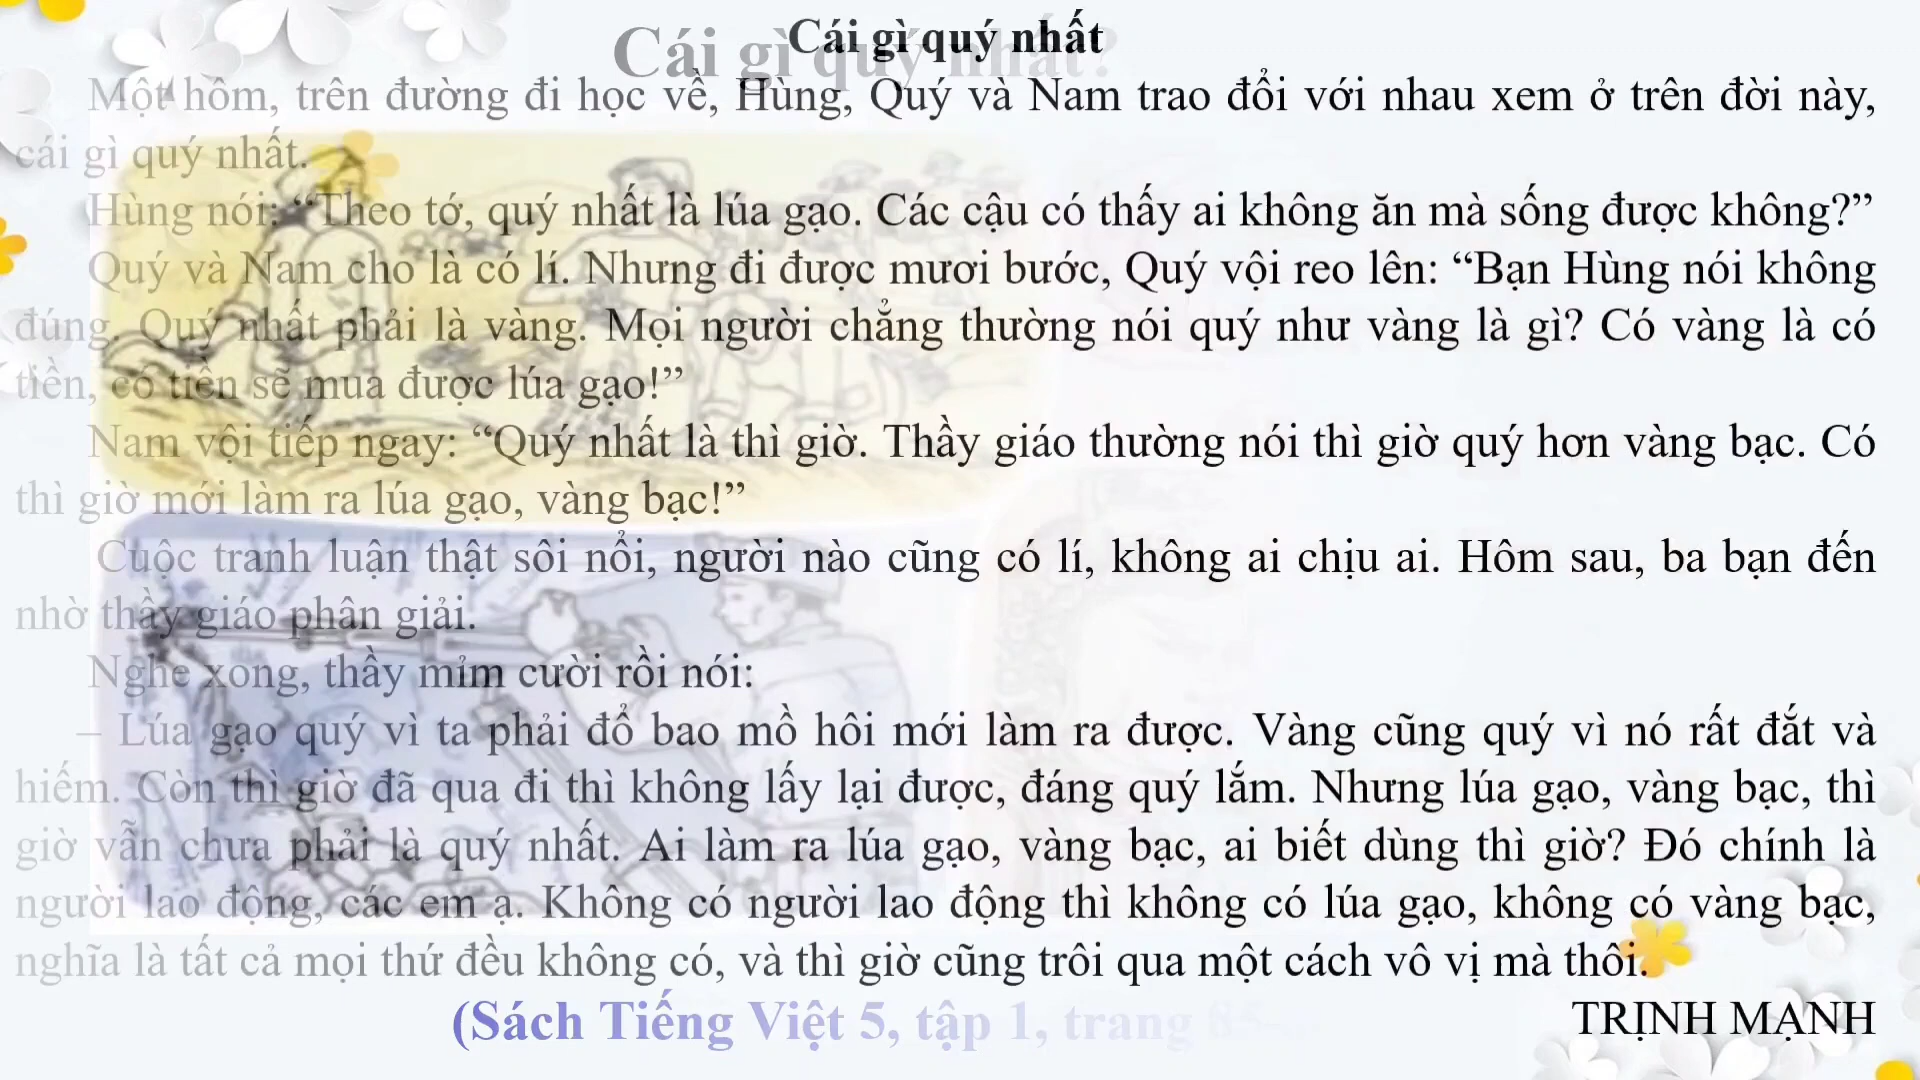 Cái gì quý nhất
Cái gì quý nhất?
Một hôm, trên đường đi học về, Hùng, Quý và Nam trao đổi với nhau xem ở trên đời này,
cái gì quý nhất.
Hùng nói: “Theo tớ, quý nhất là lúa gạo. Các cậu có thấy ai không ăn mà sống được không?”
Quý và Nam cho là có lí. Nhưng đi được mươi bước, Quý vội reo lên: “Bạn Hùng nói không
đúng. Quý nhất phải là vàng. Mọi người chẳng thường nói quý như vàng là gì? Có vàng là có
tiền, có tiền sẽ mua được lúa gạo!”
Nam vội tiếp ngay: “Quý nhất là thì giờ. Thầy giáo thường nói thì giờ quý hơn vàng bạc. Có
thì giờ mới làm ra lúa gạo, vàng bạc!”
Cuộc tranh luận thật sôi nổi, người nào cũng có lí, không ai chịu ai. Hôm sau, ba bạn đến
nhờ thầy giáo phân giải.
Nghe xong, thầy mỉm cười rồi nói:
– Lúa gạo quý vì ta phải đổ bao mồ hôi mới làm ra được. Vàng cũng quý vì nó rất đắt và
hiếm. Còn thì giờ đã qua đi thì không lấy lại được, đáng quý lắm. Nhưng lúa gạo, vàng bạc, thì
giờ vẫn chưa phải là quý nhất. Ai làm ra lúa gạo, vàng bạc, ai biết dùng thì giờ? Đó chính là
người lao động, các em ạ. Không có người lao động thì không có lúa gạo, không có vàng bạc,
nghĩa là tất cả mọi thứ đều không có, và thì giờ cũng trôi qua một cách vô vị mà thôi.
TRỊNH MẠNH
(Sách Tiếng Việt 5, tập 1, trang